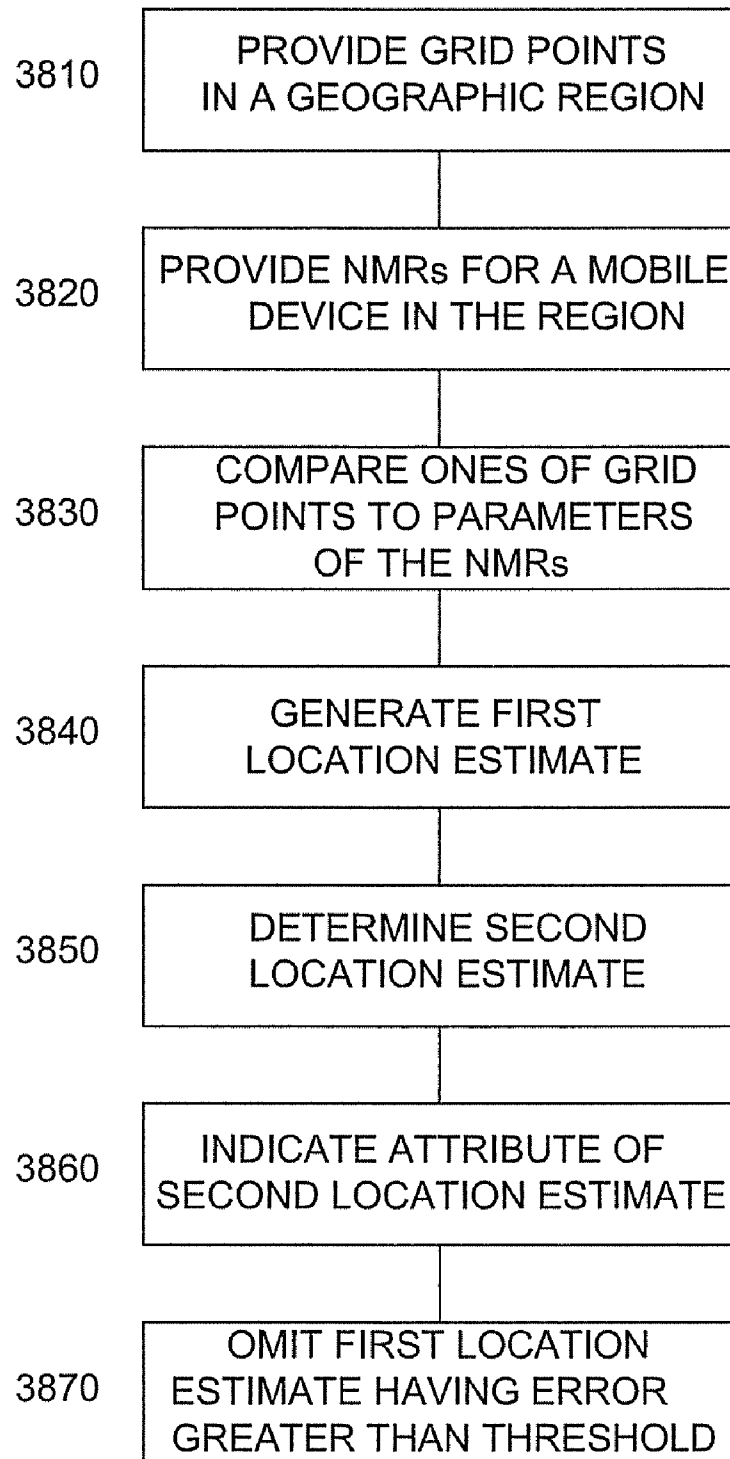 3810
PROVIDE GRID POINTS
IN A GEOGRAPHIC REGION
3820
PROVIDE NMRs FOR A MOBILE
DEVICE IN THE REGION
3830
COMPARE ONES OF GRID
POINTS TO PARAMETERS
OF THE NMRs
3840
GENERATE FIRST
LOCATION ESTIMATE
3850
DETERMINE SECOND
LOCATION ESTIMATE
3860
INDICATE ATTRIBUTE OF
SECOND LOCATION ESTIMATE
3870
OMIT FIRST LOCATION
ESTIMATE HAVING ERROR
GREATER THAN THRESHOLD